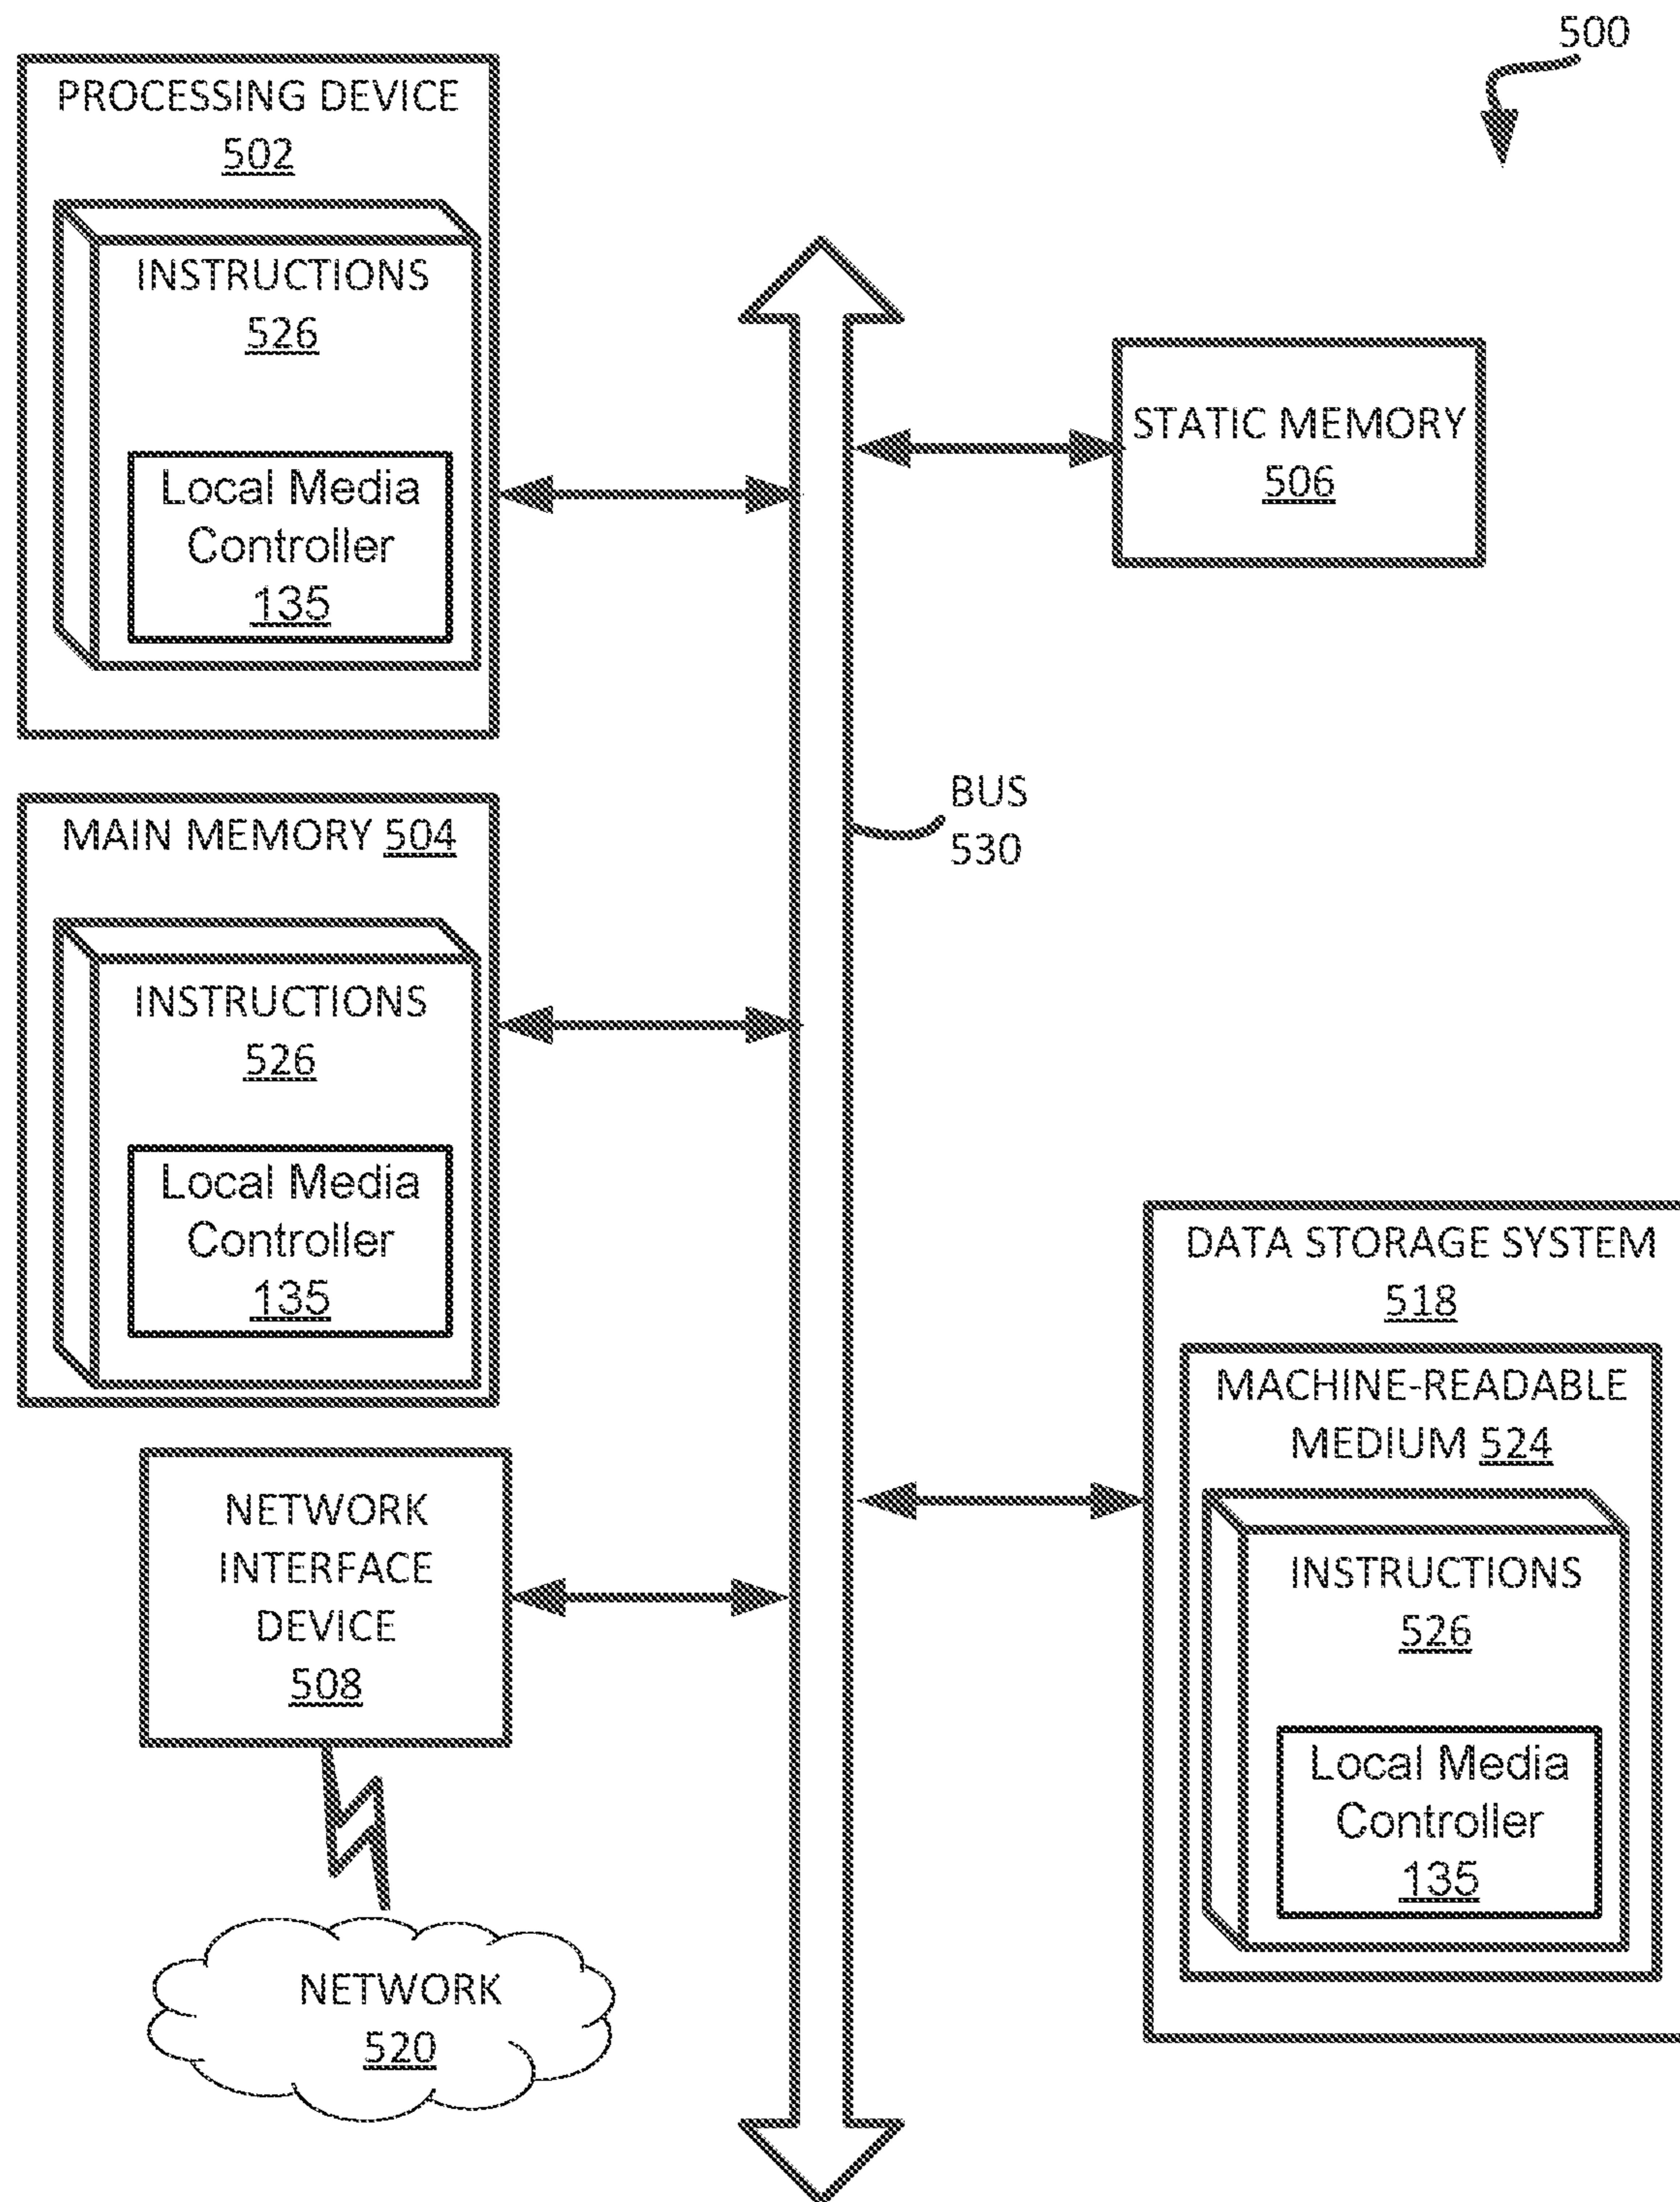 500
PROCESSING DEVICE
502
INSTRUCTIONS
526
Local Media
Controller
135
STATIC MEMORY
506
BUS
530
MAIN MEMORY 504
INSTRUCTIONS
526
Local Media
Controller
135
DATA STORAGE SYSTEM
518
MACHINE-READABLE
MEDIUM 524
INSTRUCTIONS
526
Local Media
Controller
135
NETWORK
INTERFACE
DEVICE
508
NETWORK
520